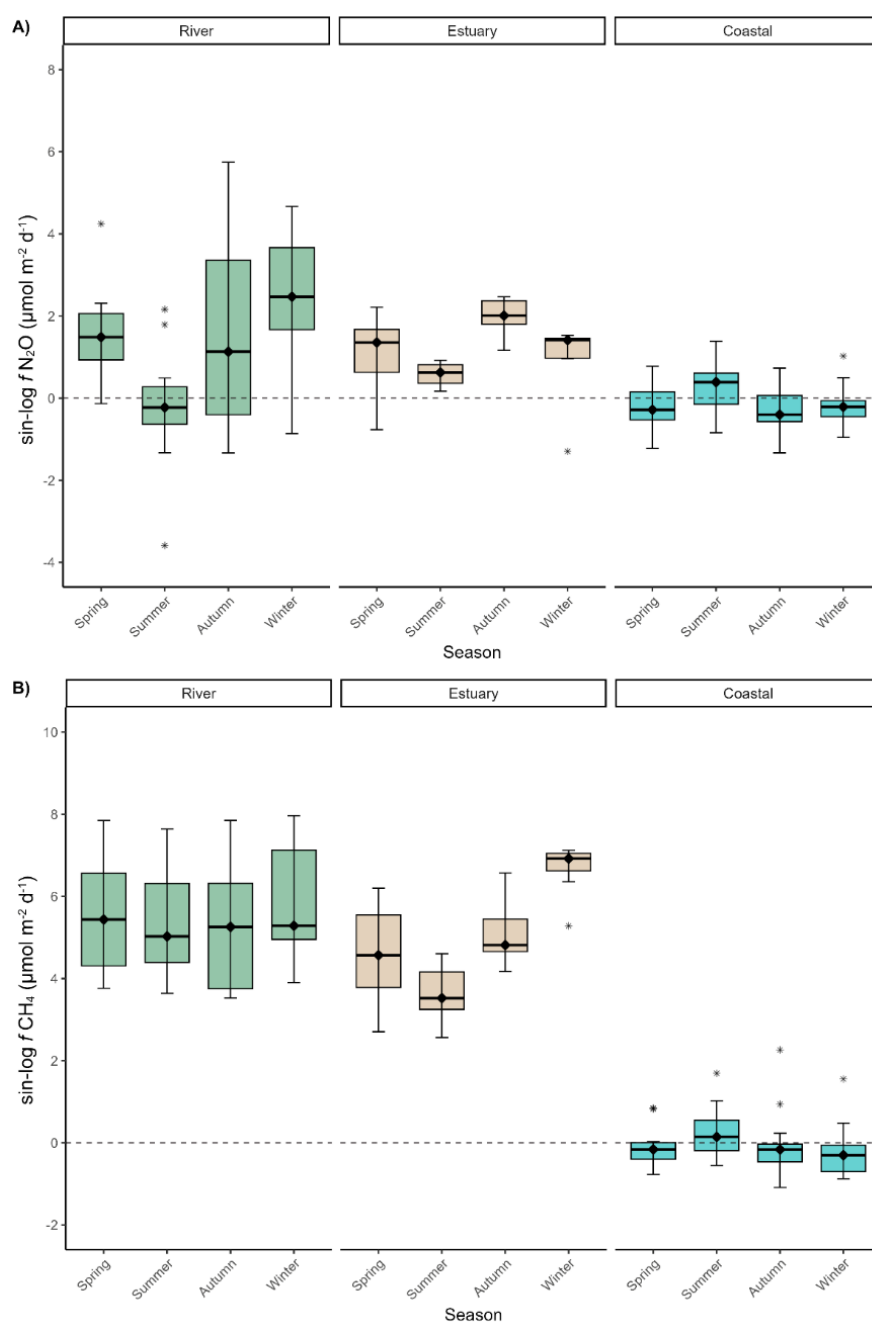 A)
River Estuary Coastal
8
6
4
2
0
-2
-4
sin-log f N₂O (μmol m⁻² d⁻¹)
Spring Summer Autumn Winter Spring Summer Autumn Winter Spring Summer Autumn Winter
Season
B)
River Estuary Coastal
10
8
6
4
2
0
-2
sin-log f CH₄ (μmol m⁻² d⁻¹)
Spring Summer Autumn Winter Spring Summer Autumn Winter Spring Summer Autumn Winter
Season